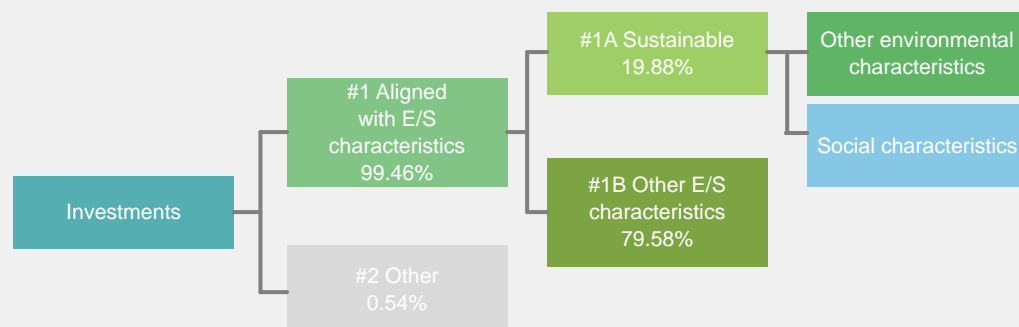 Investments
#1 Aligned
with E/S
characteristics
99.46%
#2 Other
0.54%
#1A Sustainable
19.88%
#1B Other E/S
characteristics
79.58%
Other environmental
characteristics
Social characteristics